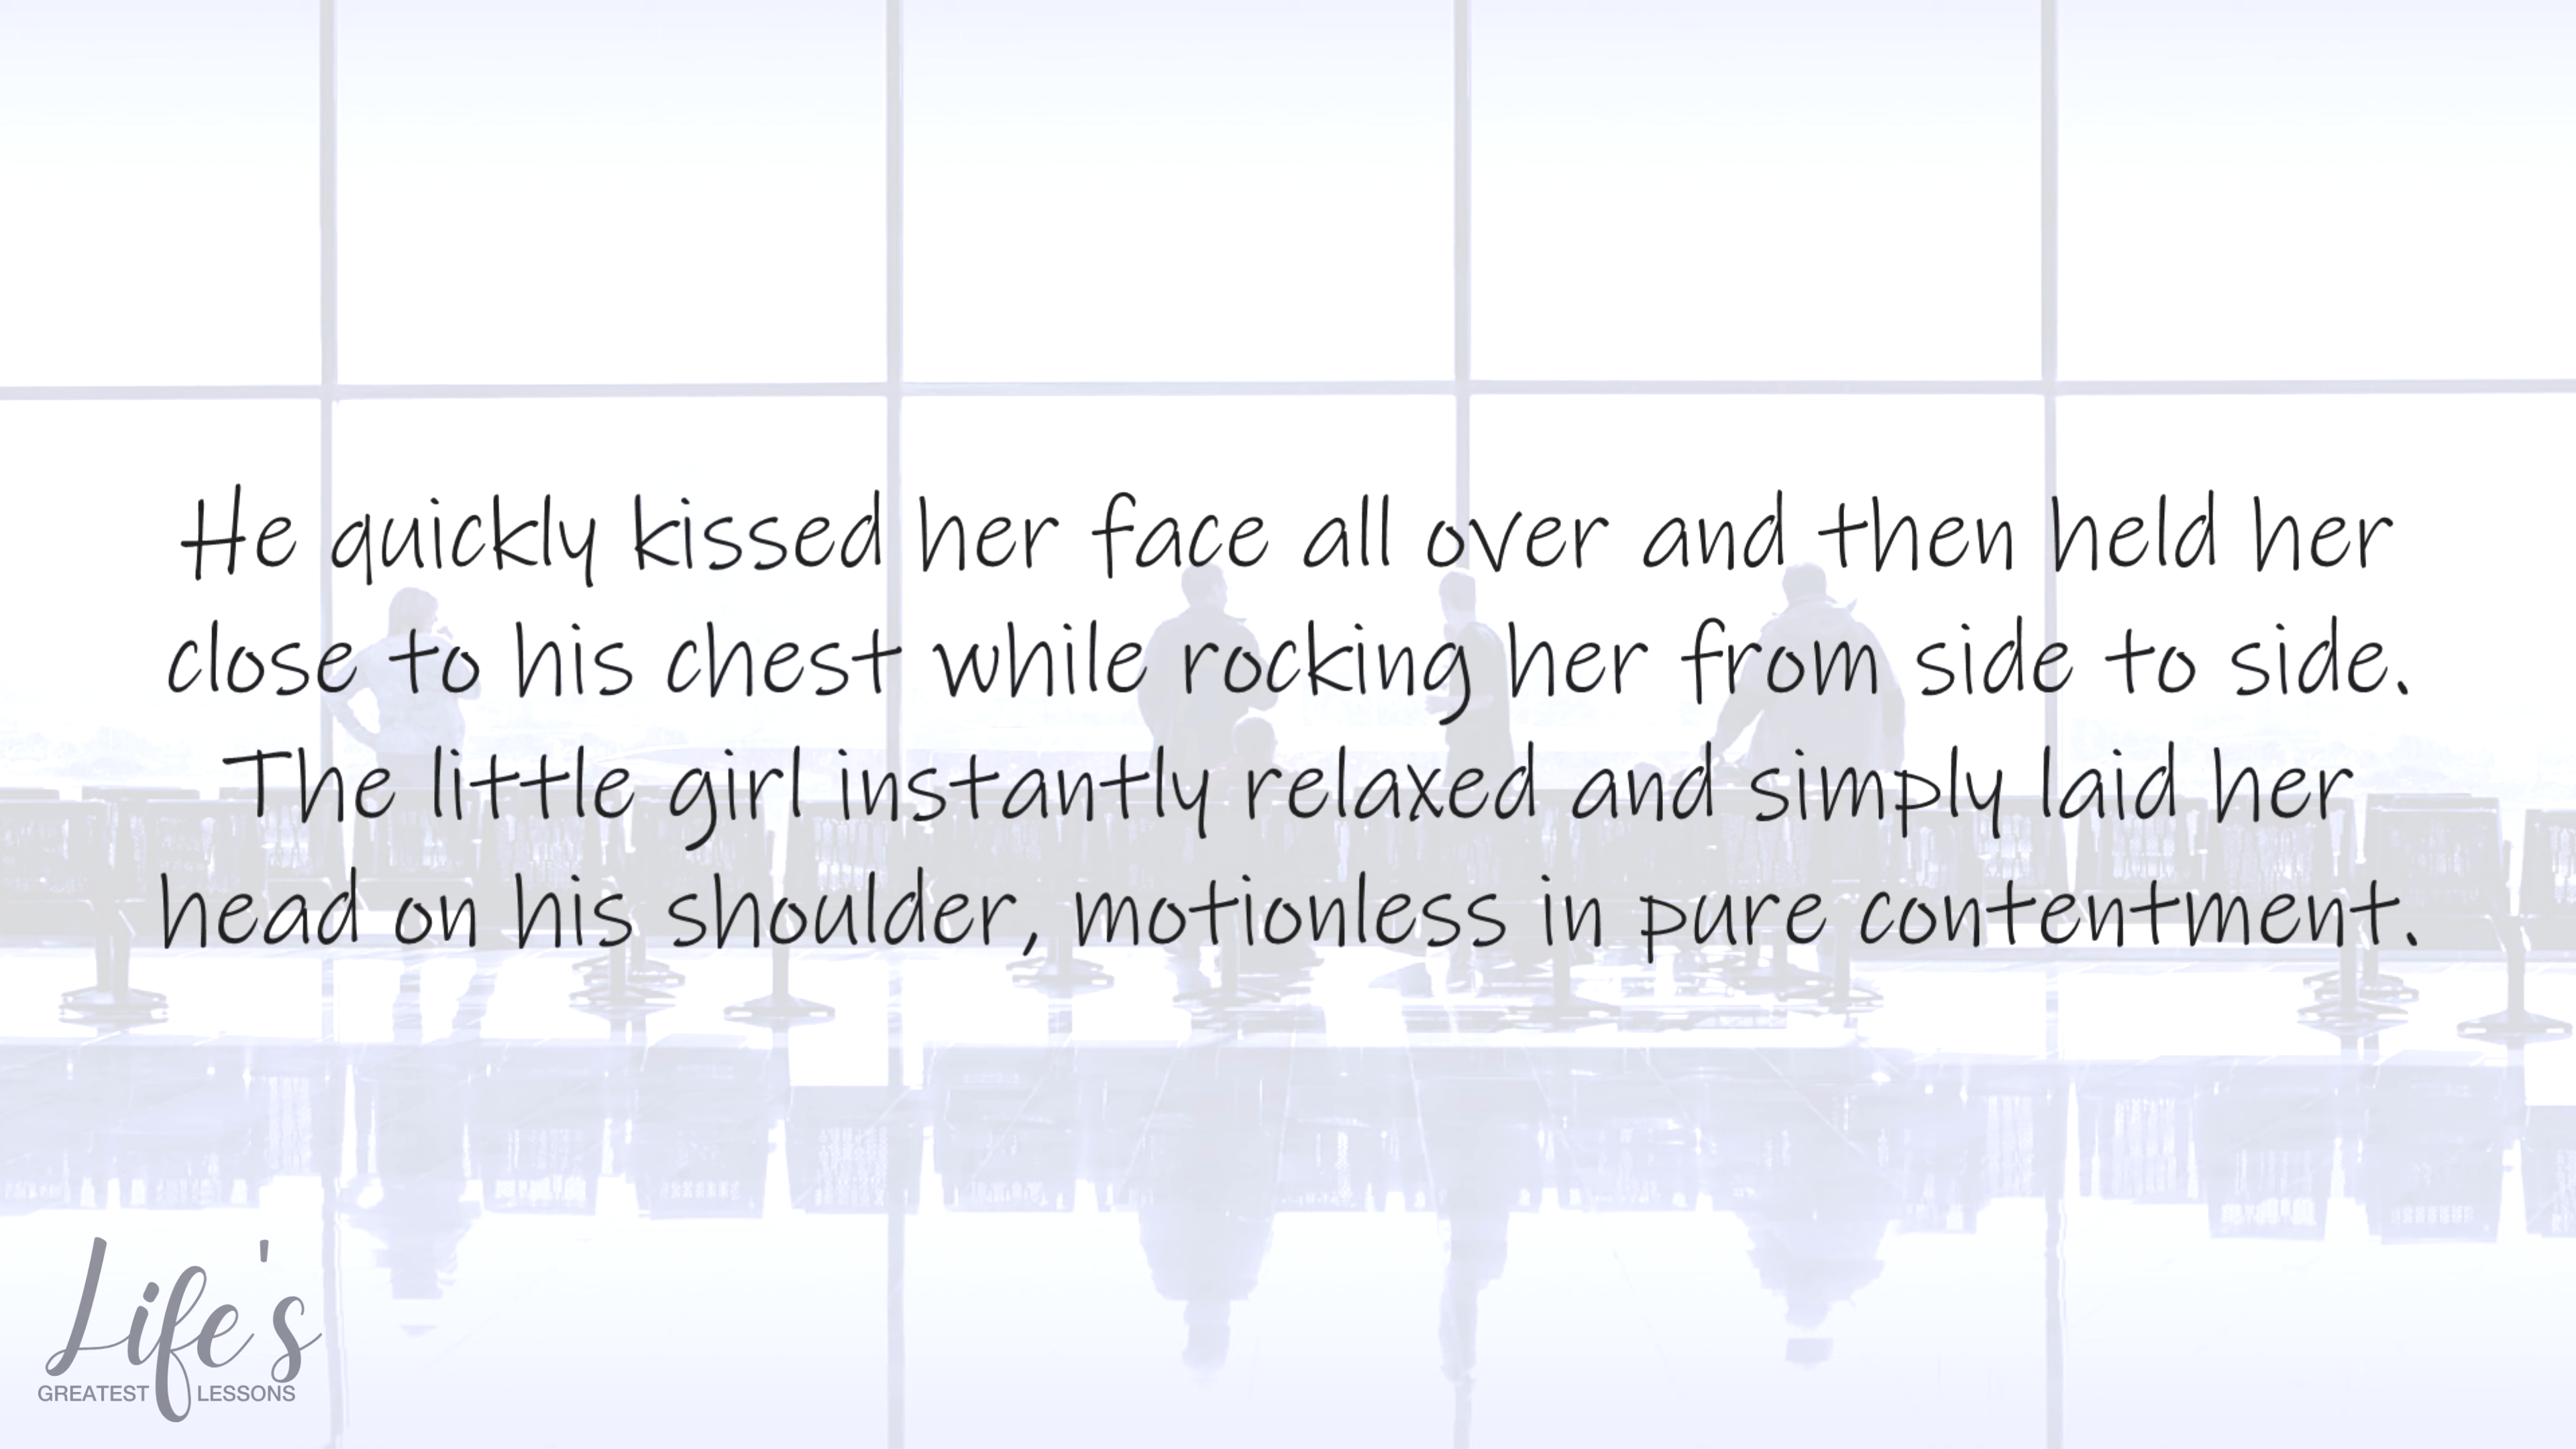 He quickly kissed her face all over and then held her
close to his chest while rocking her from side to side.
The little girl instantly relaxed and simply laid her
head on his shoulder, motionless in pure contentment.
Life's
GREATEST LESSONS